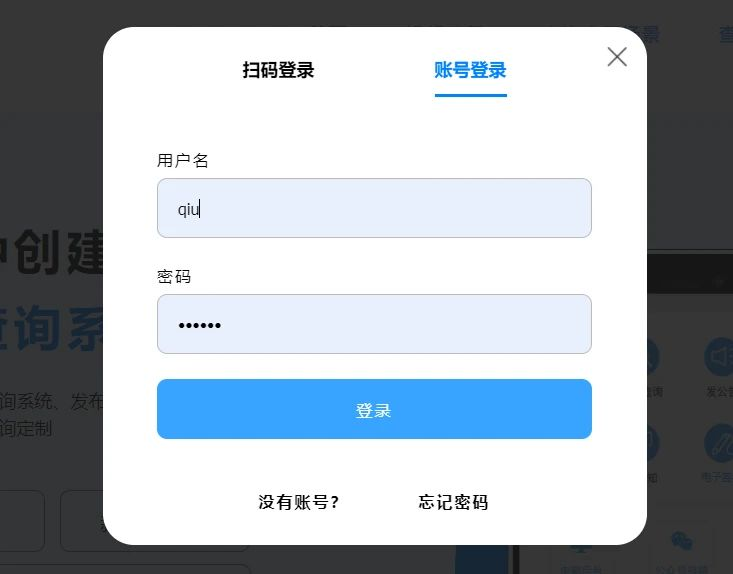 扫码登录
账号登录
用户名
qiu
密码
••••••
登录
没有账号?
忘记密码
创建
询系
询系统、发布
询定制
发公